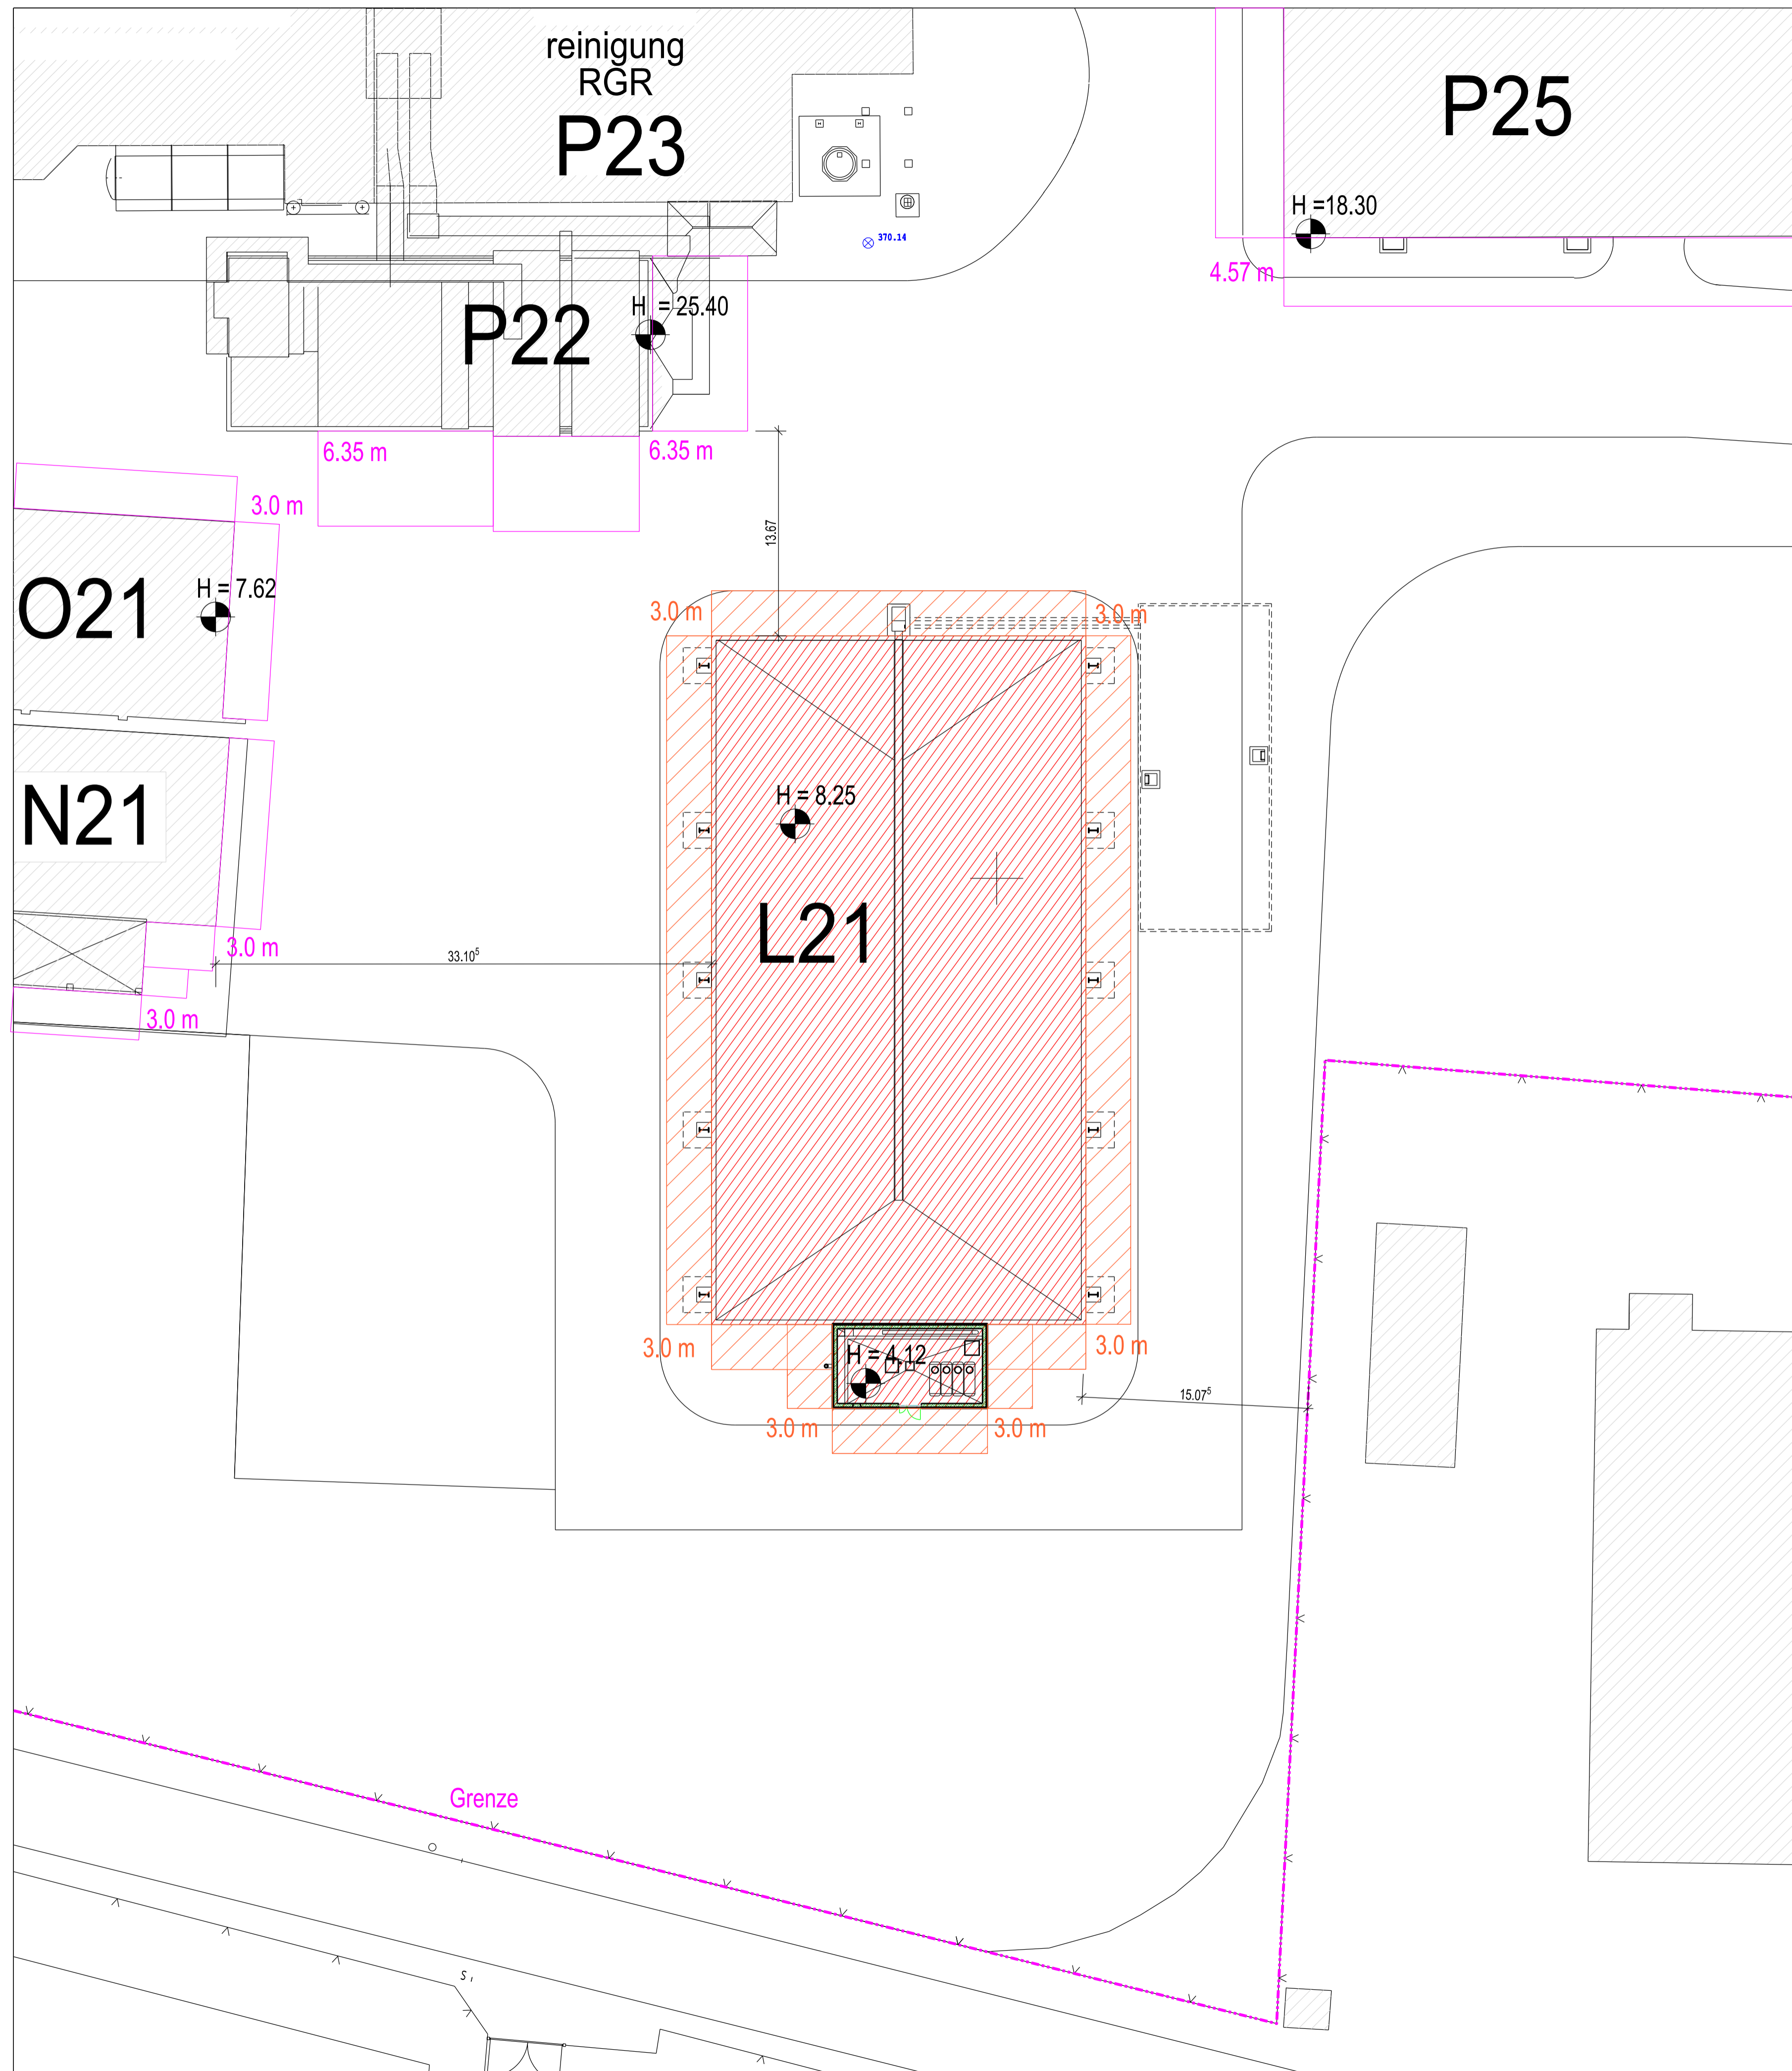 reinigung
RGR
P23
P25
H =18.30
370.14
4.57 m
H = 25.40
P22
6.35 m
6.35 m
3.0 m
13.67
H = 7.62
O21
3.0 m
3.0 m
N21
H = 8.25
L21
3.0 m
33.10⁵
3.0 m
3.0 m
3.0 m
H = 4.12
15.07⁵
3.0 m
3.0 m
Grenze
S